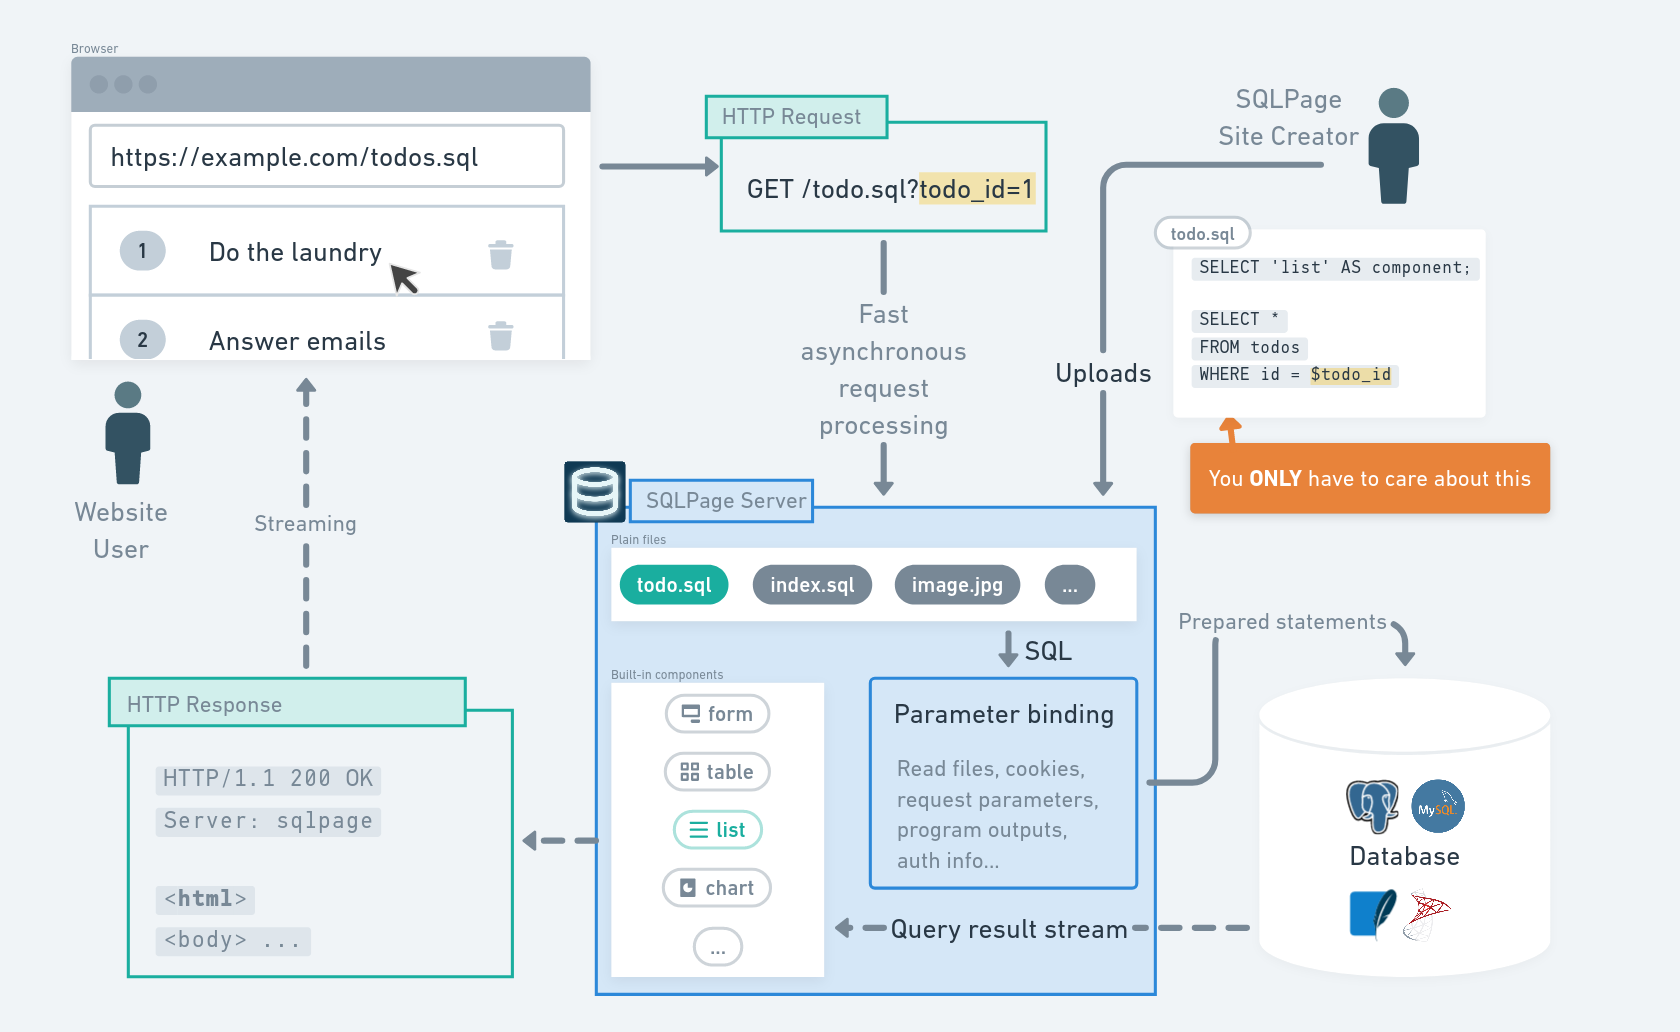 Browser
https://example.com/todos.sql
1
Do the laundry
2
Answer emails
Website
User
HTTP Request
GET /todo.sql?todo_id=1
Fast
asynchronous
request
processing
SQLPage
Site Creator
Uploads
todo.sql
SELECT 'list' AS component;
SELECT *
FROM todos
WHERE id = $todo_id
You ONLY have to care about this
SQLPage Server
Plain files
todo.sql
index.sql
image.jpg
...
SQL
Built-in components
form
table
list
chart
...
Parameter binding
Read files, cookies,
request parameters,
program outputs,
auth info...
Prepared statements
MySQL
Database
Query result stream
Streaming
HTTP Response
HTTP/1.1 200 OK
Server: sqlpage
<html>
<body> ...